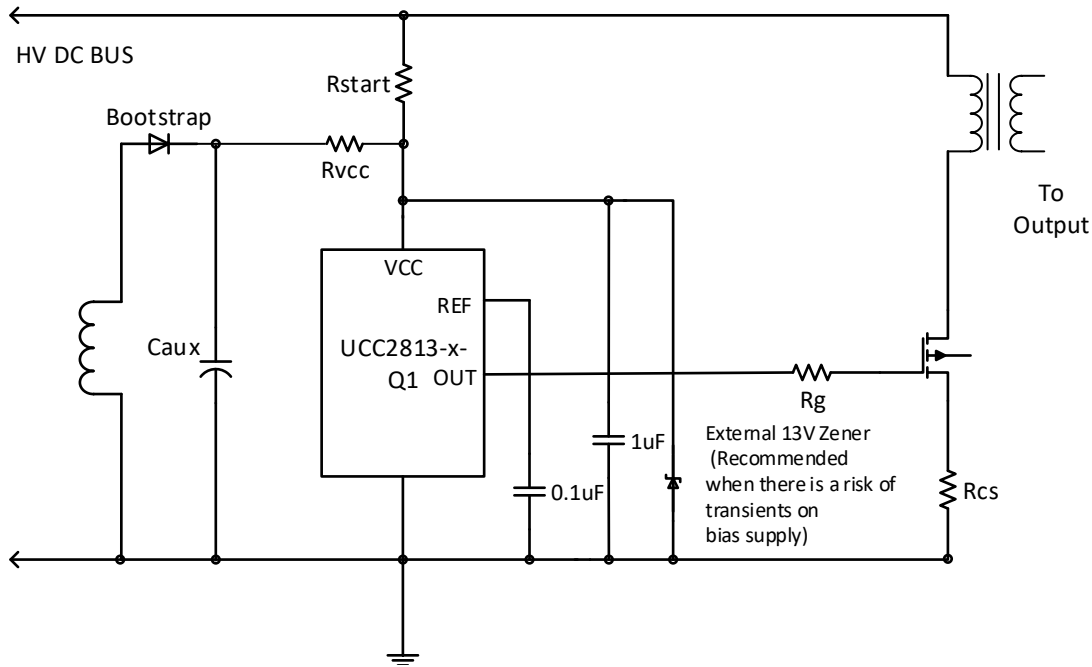 HV DC BUS
Rstart
Bootstrap
Rvcc
To
Output
VCC
REF
Caux
UCC2813-x-
Q1
OUT
Rg
1uF
External 13V Zener
(Recommended
when there is a risk of
transients on
bias supply)
0.1uF
Rcs